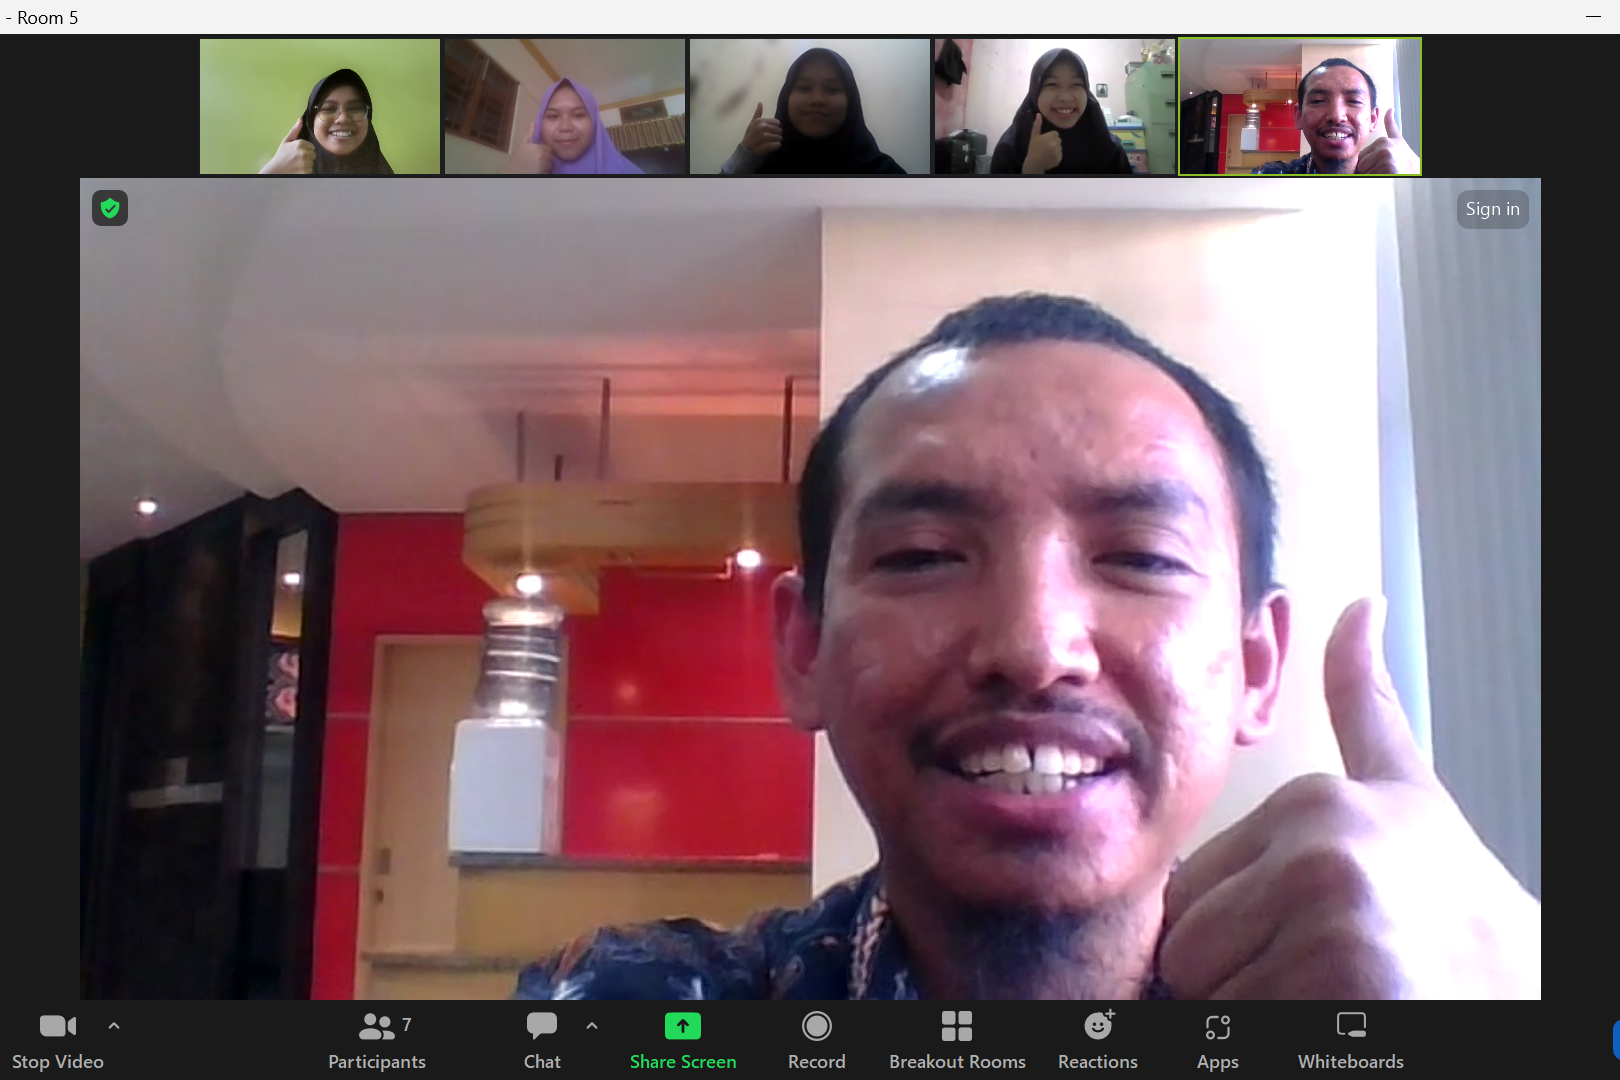 - Room 5
Sign in
Stop Video
7
Participants
Chat
Share Screen
Record
Breakout Rooms
Reactions
Apps
Whiteboards